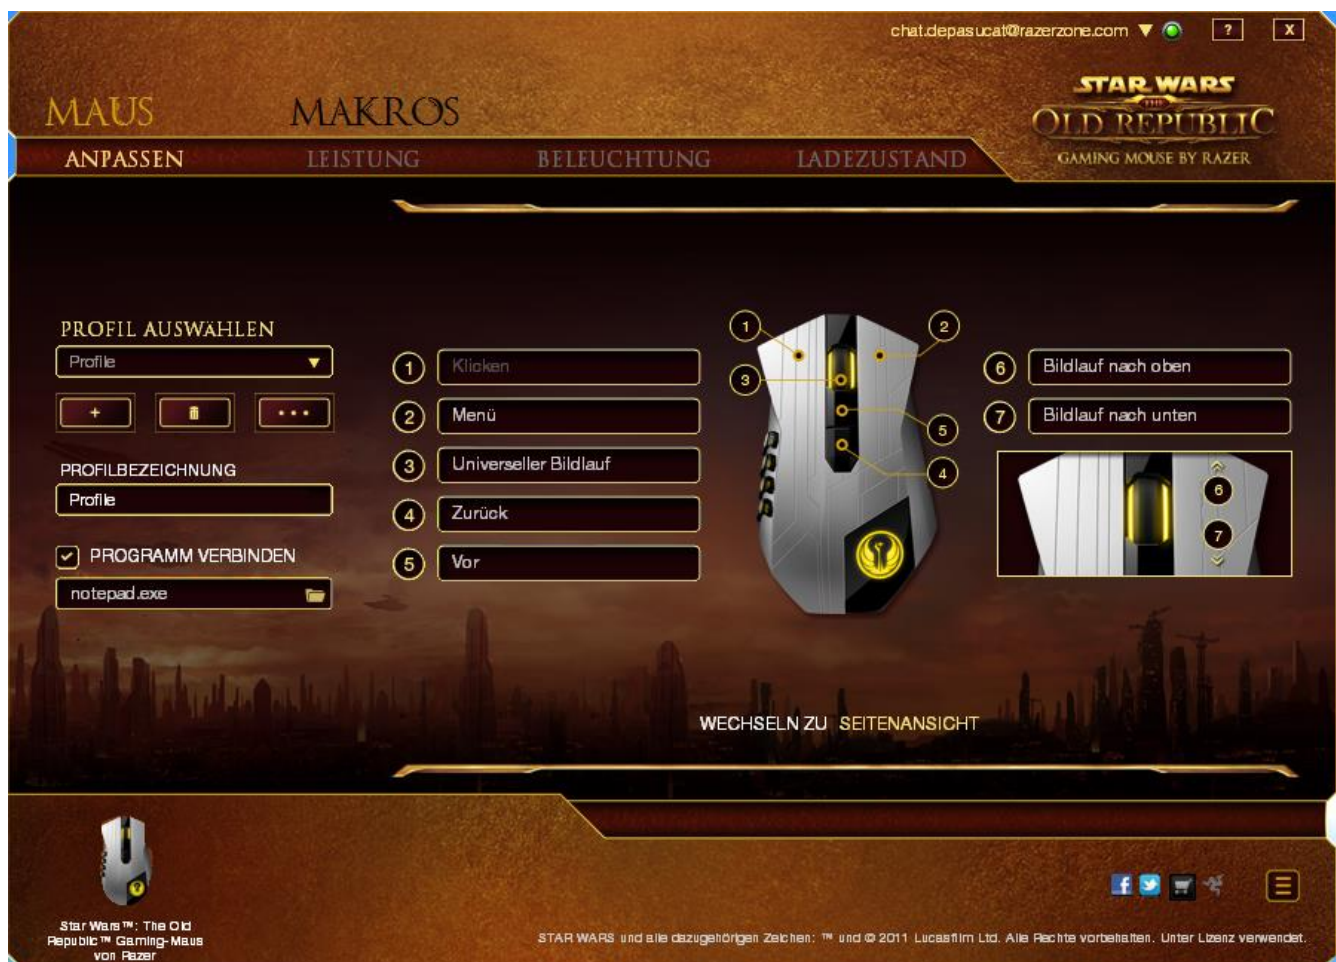 chat.depasucat@razerzone.com
?
X
MAUS
MAKROS
STAR WARS
THE
OLD REPUBLIC
GAMING MOUSE BY RAZER
ANPASSEN
LEISTUNG
BELEUCHTUNG
LADEZUSTAND
PROFIL AUSWÄHLEN
Profile
+
...
PROFILBEZEICHNUNG
Profile
PROGRAMM VERBINDEN
notepad.exe
1 Klicken
2 Menü
3 Universeller Bildlauf
4 Zurück
5 Vor
1
2
3
5
4
6 Bildlauf nach oben
7 Bildlauf nach unten
6
7
WECHSELN ZU SEITENANSICHT
Star Wars™: The Old
Republic™ Gaming-Maus
von Razer
STAR WARS und alle dazugehörigen Zeichen: ™ und © 2011 Lucasfilm Ltd. Alle Rechte vorbehalten. Unter Lizenz verwendet.